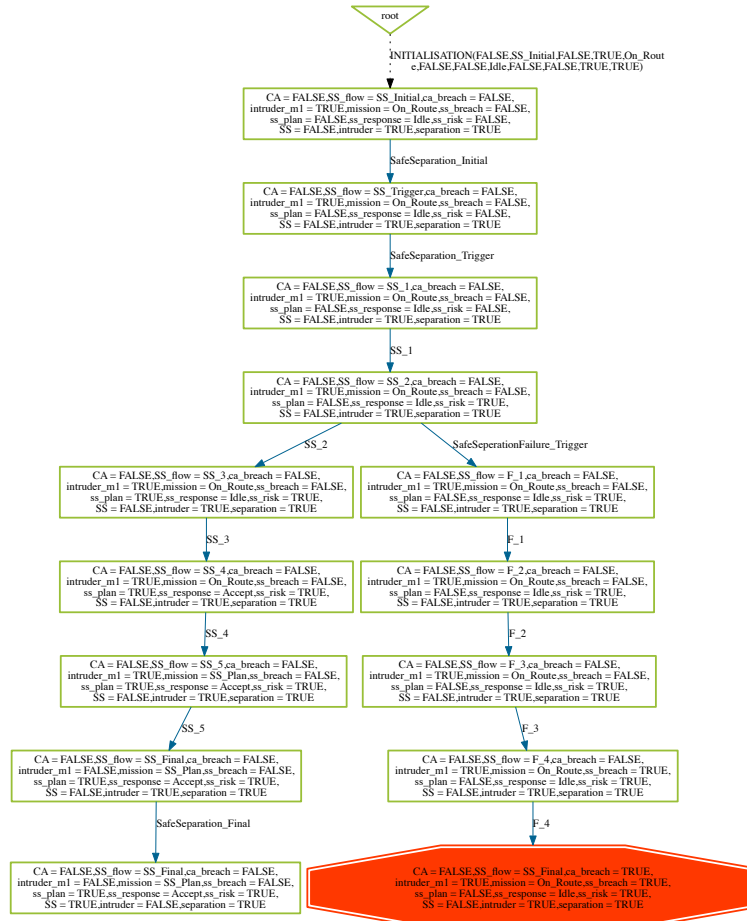 root
INITIALISATION(FALSE,SS_Initial,FALSE,TRUE,On_Rout
e,FALSE,FALSE,Idle,FALSE,FALSE,TRUE,TRUE)
CA = FALSE,SS_flow = SS_Initial,ca_breach = FALSE,
intruder_m1 = TRUE,mission = On_Route,ss_breach = FALSE,
ss_plan = FALSE,ss_response = Idle,ss_risk = FALSE,
SS = FALSE,intruder = TRUE,separation = TRUE
SafeSeparation_Initial
CA = FALSE,SS_flow = SS_Trigger,ca_breach = FALSE,
intruder_m1 = TRUE,mission = On_Route,ss_breach = FALSE,
ss_plan = FALSE,ss_response = Idle,ss_risk = FALSE,
SS = FALSE,intruder = TRUE,separation = TRUE
SafeSeparation_Trigger
CA = FALSE,SS_flow = SS_1,ca_breach = FALSE,
intruder_m1 = TRUE,mission = On_Route,ss_breach = FALSE,
ss_plan = FALSE,ss_response = Idle,ss_risk = FALSE,
SS = FALSE,intruder = TRUE,separation = TRUE
SS_1
CA = FALSE,SS_flow = SS_2,ca_breach = FALSE,
intruder_m1 = TRUE,mission = On_Route,ss_breach = FALSE,
ss_plan = FALSE,ss_response = Idle,ss_risk = TRUE,
SS = FALSE,intruder = TRUE,separation = TRUE
SS_2
SafeSeperationFailure_Trigger
CA = FALSE,SS_flow = SS_3,ca_breach = FALSE,
intruder_m1 = TRUE,mission = On_Route,ss_breach = FALSE,
ss_plan = TRUE,ss_response = Idle,ss_risk = TRUE,
SS = FALSE,intruder = TRUE,separation = TRUE
CA = FALSE,SS_flow = F_1,ca_breach = FALSE,
intruder_m1 = TRUE,mission = On_Route,ss_breach = FALSE,
ss_plan = FALSE,ss_response = Idle,ss_risk = TRUE,
SS = FALSE,intruder = TRUE,separation = TRUE
SS_3
F_1
CA = FALSE,SS_flow = SS_4,ca_breach = FALSE,
intruder_m1 = TRUE,mission = On_Route,ss_breach = FALSE,
ss_plan = TRUE,ss_response = Accept,ss_risk = TRUE,
SS = FALSE,intruder = TRUE,separation = TRUE
CA = FALSE,SS_flow = F_2,ca_breach = FALSE,
intruder_m1 = TRUE,mission = On_Route,ss_breach = FALSE,
ss_plan = FALSE,ss_response = Idle,ss_risk = TRUE,
SS = FALSE,intruder = TRUE,separation = TRUE
SS_4
F_2
CA = FALSE,SS_flow = SS_5,ca_breach = FALSE,
intruder_m1 = TRUE,mission = SS_Plan,ss_breach = FALSE,
ss_plan = TRUE,ss_response = Accept,ss_risk = TRUE,
SS = FALSE,intruder = TRUE,separation = TRUE
CA = FALSE,SS_flow = F_3,ca_breach = FALSE,
intruder_m1 = TRUE,mission = On_Route,ss_breach = FALSE,
ss_plan = FALSE,ss_response = Idle,ss_risk = TRUE,
SS = FALSE,intruder = TRUE,separation = TRUE
SS_5
F_3
CA = FALSE,SS_flow = SS_Final,ca_breach = FALSE,
intruder_m1 = FALSE,mission = SS_Plan,ss_breach = FALSE,
ss_plan = TRUE,ss_response = Accept,ss_risk = TRUE,
SS = FALSE,intruder = TRUE,separation = TRUE
CA = FALSE,SS_flow = F_4,ca_breach = FALSE,
intruder_m1 = TRUE,mission = On_Route,ss_breach = TRUE,
ss_plan = FALSE,ss_response = Idle,ss_risk = TRUE,
SS = FALSE,intruder = TRUE,separation = TRUE
SafeSeparation_Final
F_4
CA = FALSE,SS_flow = SS_Final,ca_breach = FALSE,
intruder_m1 = FALSE,mission = SS_Plan,ss_breach = FALSE,
ss_plan = TRUE,ss_response = Accept,ss_risk = TRUE,
SS = TRUE,intruder = FALSE,separation = TRUE
CA = FALSE,SS_flow = SS_Final,ca_breach = TRUE,
intruder_m1 = TRUE,mission = On_Route,ss_breach = TRUE,
ss_plan = FALSE,ss_response = Idle,ss_risk = TRUE,
SS = FALSE,intruder = TRUE,separation = TRUE